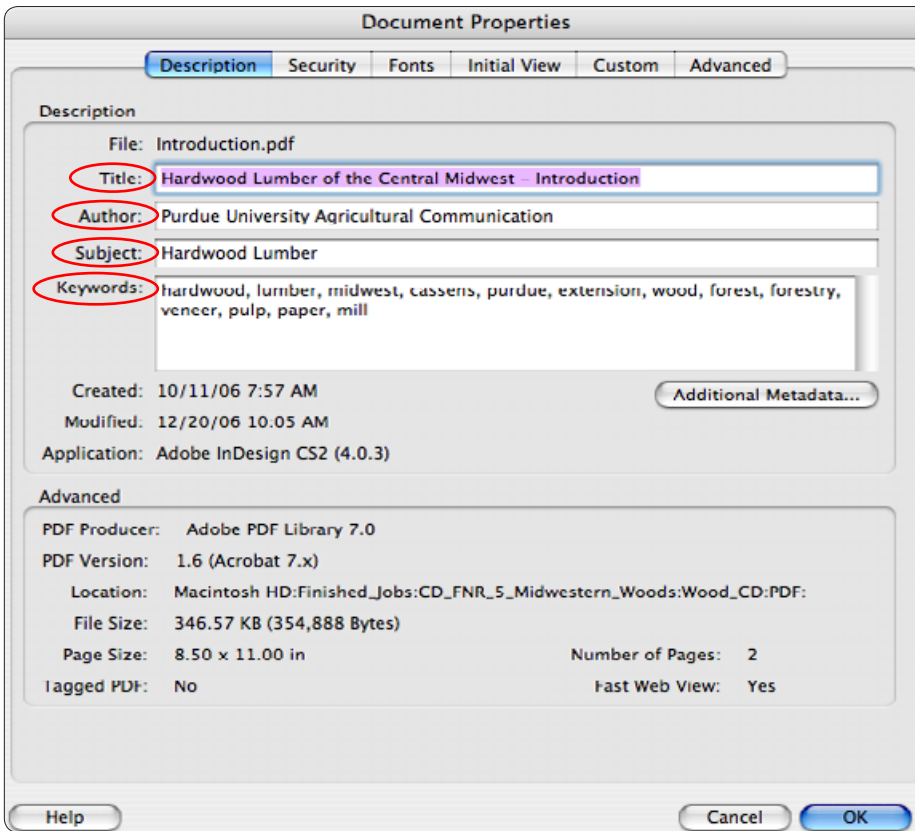 Document Properties
Description Security Fonts Initial View Custom Advanced
Description
File: Introduction.pdf
Title: Hardwood Lumber of the Central Midwest – Introduction
Author: Purdue University Agricultural Communication
Subject: Hardwood Lumber
Keywords: hardwood, lumber, midwest, cassens, purdue, extension, wood, forest, forestry,
veneer, pulp, paper, mill
Created: 10/11/06 7:57 AM
Additional Metadata...
Modified: 12/20/06 10:05 AM
Application: Adobe InDesign CS2 (4.0.3)
Advanced
PDF Producer: Adobe PDF Library 7.0
PDF Version: 1.6 (Acrobat 7.x)
Location: Macintosh HD:Finished_Jobs:CD_FNR_5_Midwestern_Woods:Wood_CD:PDF:
File Size: 346.57 KB (354,888 Bytes)
Page Size: 8.50 x 11.00 in Number of Pages: 2
Tagged PDF: No Fast Web View: Yes
Help Cancel OK